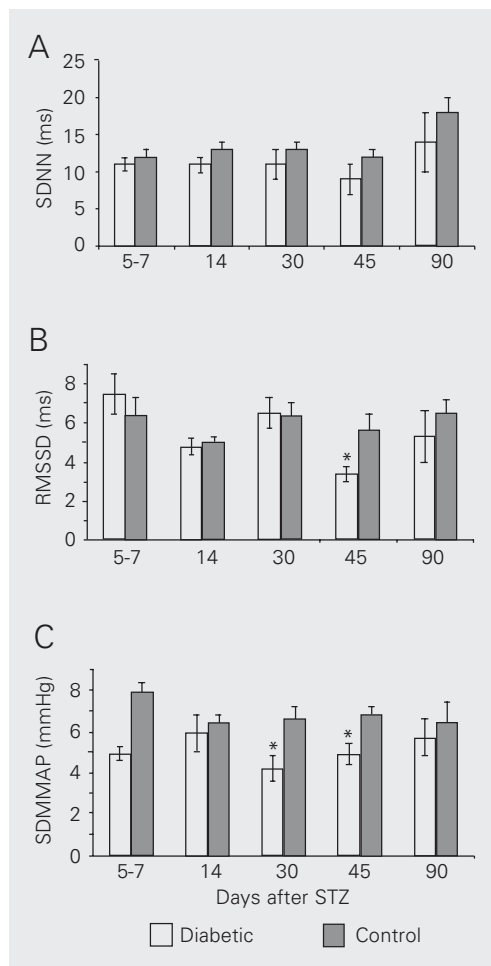 A
SDNN (ms)
25
20
15
10
5
0
5-7 14 30 45 90
B
RMSSD (ms)
8
6
4
2
0
*
5-7 14 30 45 90
C
SDMMAP (mmHg)
8
6
4
2
0
* *
5-7 14 30 45 90
Days after STZ
Diabetic Control